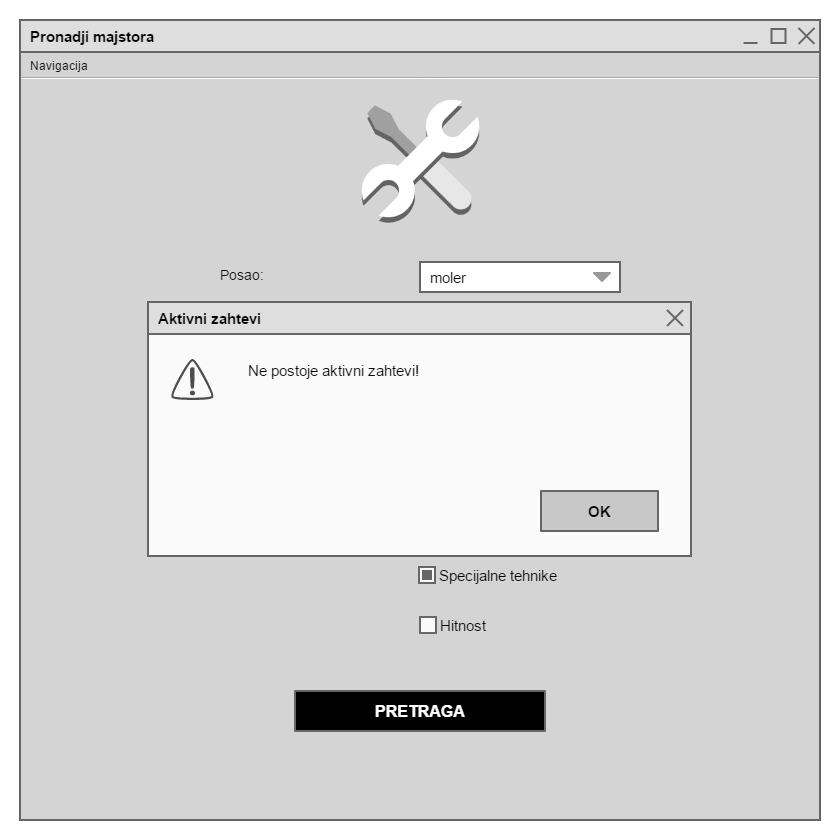 Pronadji majstora
Navigacija
Posao:
moler
Aktivni zahtevi
Ne postoje aktivni zahtevi!
OK
Specijalne tehnike
Hitnost
PRETRAGA